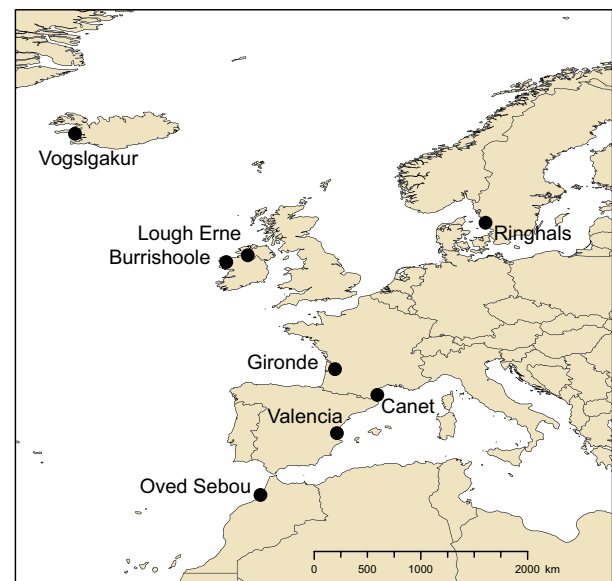 Vogslgakur
Lough Erne
Burrishoole
Ringhals
Gironde
Canet
Valencia
Oved Sebou
0 500 1000 2000 km